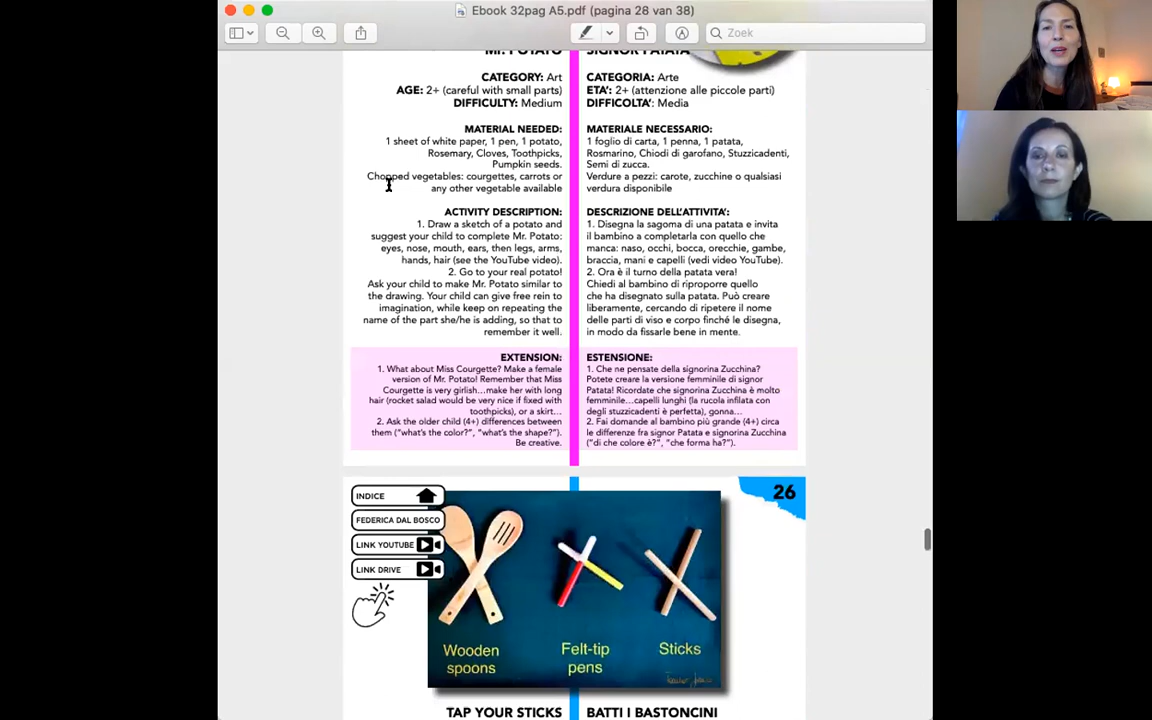 Ebook 32pag A5.pdf (pagina 28 van 38)
Zoek
MR. POTATO
CATEGORY: Art
AGE: 2+ (careful with small parts)
DIFFICULTY: Medium
MATERIAL NEEDED:
1 sheet of white paper, 1 pen, 1 potato,
Rosemary, Cloves, Toothpicks,
Pumpkin seeds.
Chopped vegetables: courgettes, carrots or
any other vegetable available
ACTIVITY DESCRIPTION:
1. Draw a sketch of a potato and
suggest your child to complete Mr. Potato:
eyes, nose, mouth, ears, then legs, arms,
hands, hair (see the YouTube video).
2. Go to your real potato!
Ask your child to make Mr. Potato similar to
the drawing. Your child can give free rein to
imagination, while keep on repeating the
name of the part she/he is adding, so that to
remember it well.
EXTENSION:
1. What about Miss Courgette? Make a female
version of Mr. Potato! Remember that Miss
Courgette is very girlish...make her with long
hair (rocket salad would be very nice if fixed with
toothpicks), or a skirt...
2. Ask the older child (4+) differences between
them ("what's the color?", "what's the shape?").
Be creative.
SIGNOR PATATA
CATEGORIA: Arte
ETA': 2+ (attenzione alle piccole parti)
DIFFICOLTA': Media
MATERIALE NECESSARIO:
1 foglio di carta, 1 penna, 1 patata,
Rosmarino, Chiodi di garofano, Stuzzicadenti,
Semi di zucca.
Verdure a pezzi: carote, zucchine o qualsiasi
verdura disponibile
DESCRIZIONE DELL'ATTIVITA':
1. Disegna la sagoma di una patata e invita
il bambino a completarla con quello che
manca: naso, occhi, bocca, orecchie, gambe,
braccia, mani e capelli (vedi video YouTube).
2. Ora è il turno della patata vera!
Chiedi al bambino di riproporre quello
che ha disegnato sulla patata. Può creare
liberamente, cercando di ripetere il nome
delle parti di viso e corpo finché le disegna,
in modo da fissarle bene in mente.
ESTENSIONE:
1. Che ne pensate della signorina Zucchina?
Potete creare la versione femminile di signor
Patata! Ricordate che signorina Zucchina è molto
femminile...capelli lunghi (la rucola infilata con
degli stuzzicadenti è perfetta), gonna...
2. Fai domande al bambino più grande (4+) circa
le differenze fra signor Patata e signorina Zucchina
("di che colore è?", "che forma ha?").
INDICE
FEDERICA DAL BOSCO
LINK YOUTUBE
LINK DRIVE
26
Wooden
spoons
Felt-tip
pens
Sticks
TAP YOUR STICKS
BATTI I BASTONCINI